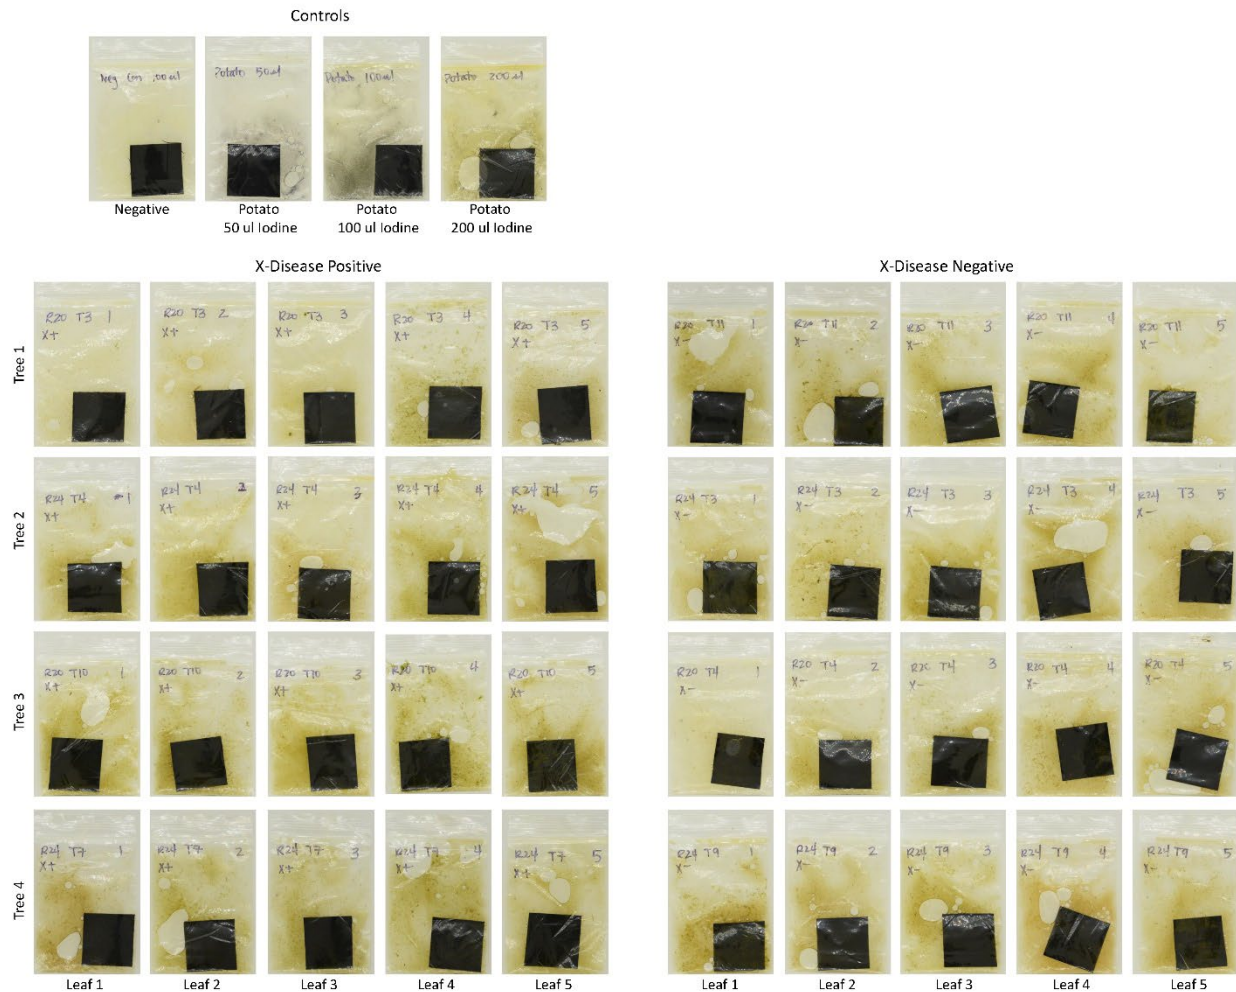 Controls
Neg Con 100 ul
Potato 50 ul
Potato 100 ul
Potato 200 ul
Negative
Potato
50 ul Iodine
Potato
100 ul Iodine
Potato
200 ul Iodine
X-Disease Positive
X-Disease Negative
Tree 1
R20 T3 1
X+
R20 T3 2
X+
R20 T3 3
X+
R20 T3 4
X+
R20 T3 5
X+
R20 T11 1
X-
R20 T11 2
X-
R20 T11 3
X-
R20 T11 4
X-
R20 T11 5
X-
Tree 2
R24 T4 1
X+
R24 T4 2
X+
R24 T4 3
X+
R24 T4 4
X+
R24 T4 5
X+
R24 T3 1
X-
R24 T3 2
X-
R24 T3 3
X-
R24 T3 4
X-
R24 T3 5
X-
Tree 3
R20 T10 1
X+
R20 T10 2
X+
R20 T10 3
X+
R20 T10 4
X+
R20 T10 5
X+
R20 T4 1
X-
R20 T4 2
X-
R20 T4 3
X-
R20 T4 4
X-
R20 T4 5
X-
Tree 4
R24 T7 1
X+
R24 T7 2
X+
R24 T7 3
X+
R24 T7 4
X+
R24 T7 5
X+
R24 T9 1
X-
R24 T9 2
X-
R24 T9 3
X-
R24 T9 4
X-
R24 T9 5
X-
Leaf 1
Leaf 2
Leaf 3
Leaf 4
Leaf 5
Leaf 1
Leaf 2
Leaf 3
Leaf 4
Leaf 5